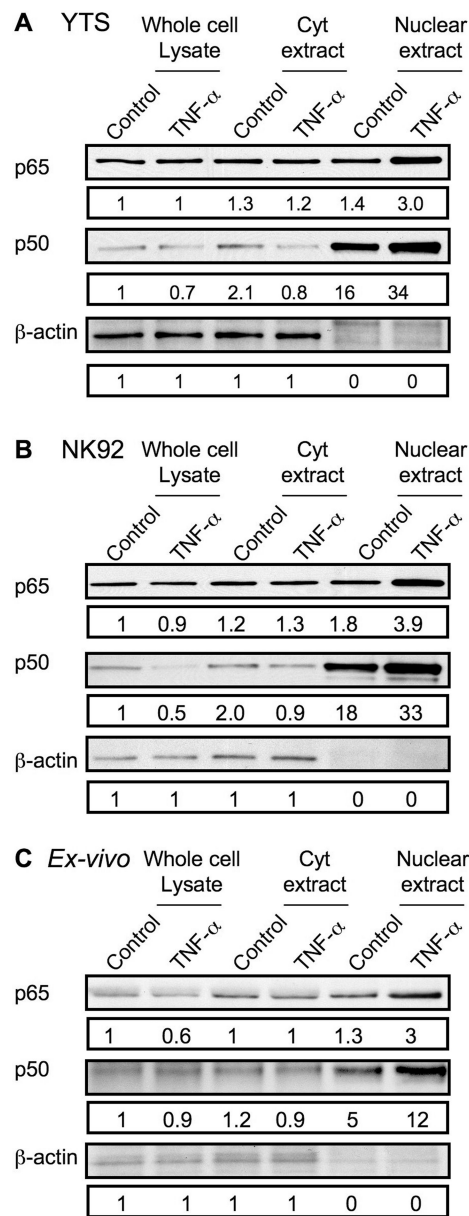 A YTS
Whole cell Lysate
Cyt extract
Nuclear extract
Control TNF-α Control TNF-α Control TNF-α
p65
1 1 1.3 1.2 1.4 3.0
p50
1 0.7 2.1 0.8 16 34
β-actin
1 1 1 1 0 0
B NK92
Whole cell Lysate
Cyt extract
Nuclear extract
Control TNF-α Control TNF-α Control TNF-α
p65
1 0.9 1.2 1.3 1.8 3.9
p50
1 0.5 2.0 0.9 18 33
β-actin
1 1 1 1 0 0
C Ex-vivo
Whole cell Lysate
Cyt extract
Nuclear extract
Control TNF-α Control TNF-α Control TNF-α
p65
1 0.6 1 1 1.3 3
p50
1 0.9 1.2 0.9 5 12
β-actin
1 1 1 1 0 0